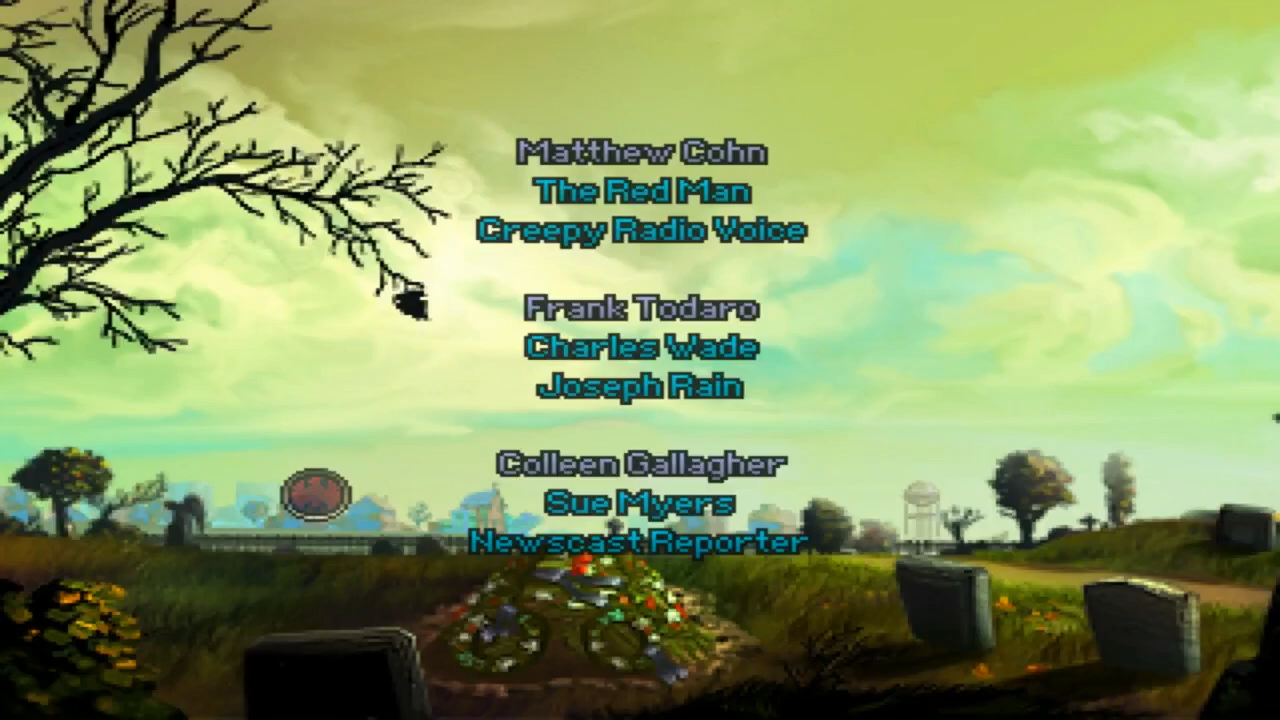 Matthew Cohn
The Red Man
Creepy Radio Voice
Frank Todaro
Charles Wade
Joseph Rain
Colleen Gallagher
Sue Myers
Newscast Reporter